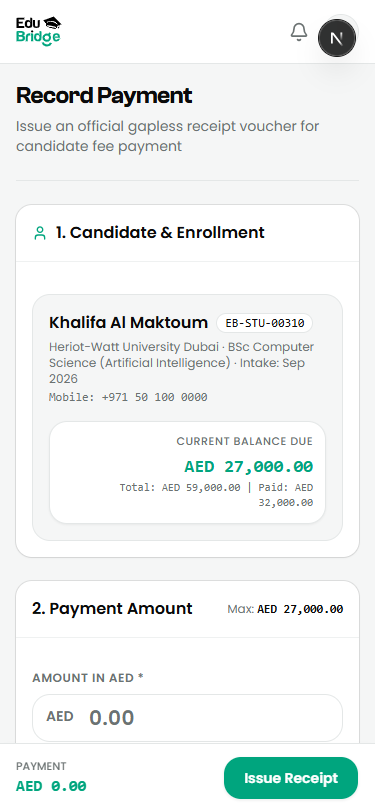 Edu
Bridge
N
Record Payment
Issue an official gapless receipt voucher for
candidate fee payment
1. Candidate & Enrollment
Khalifa Al Maktoum EB-STU-00310
Heriot-Watt University Dubai · BSc Computer
Science (Artificial Intelligence) · Intake: Sep
2026
Mobile: +971 50 100 0000
CURRENT BALANCE DUE
AED 27,000.00
Total: AED 59,000.00 | Paid: AED
32,000.00
2. Payment Amount Max: AED 27,000.00
AMOUNT IN AED *
AED 0.00
PAYMENT
AED 0.00
Issue Receipt